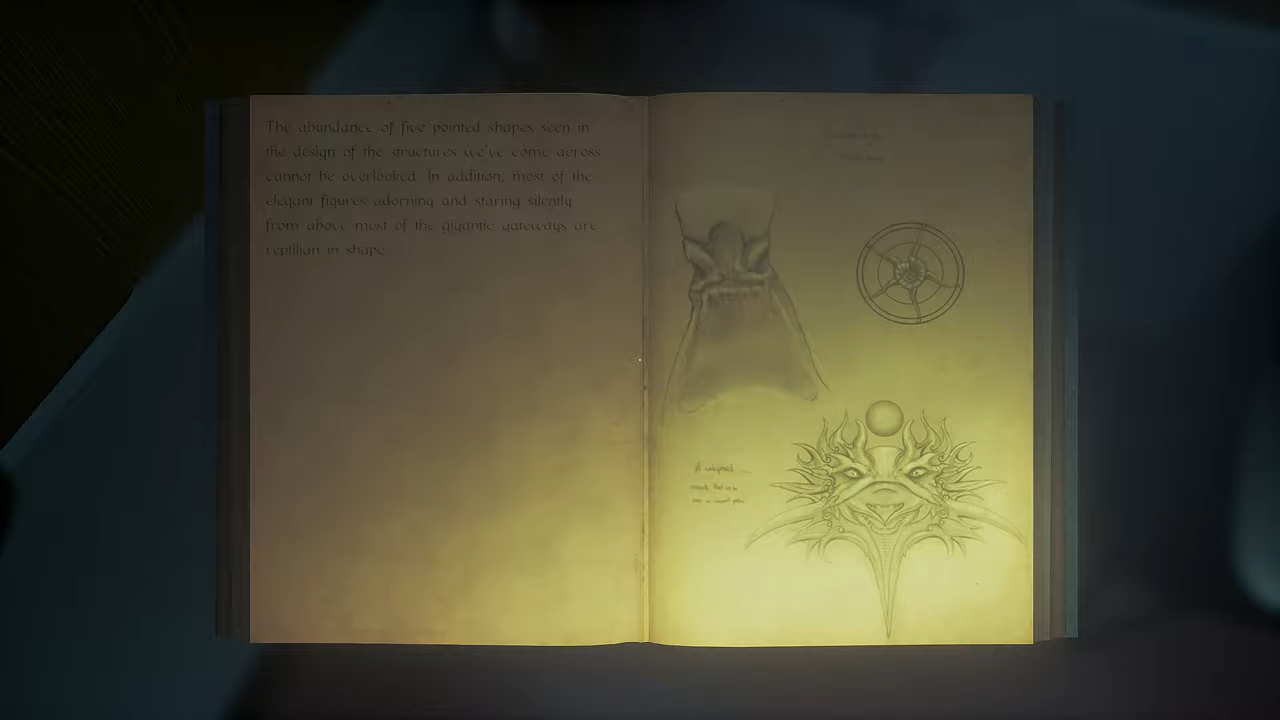 The abundance of five pointed shapes seen in
the design of the structures we've come across
cannot be overlooked. In addition, most of the
elegant figures adorning and staring silently
from above most of the gigantic gateways are
reptilian in shape